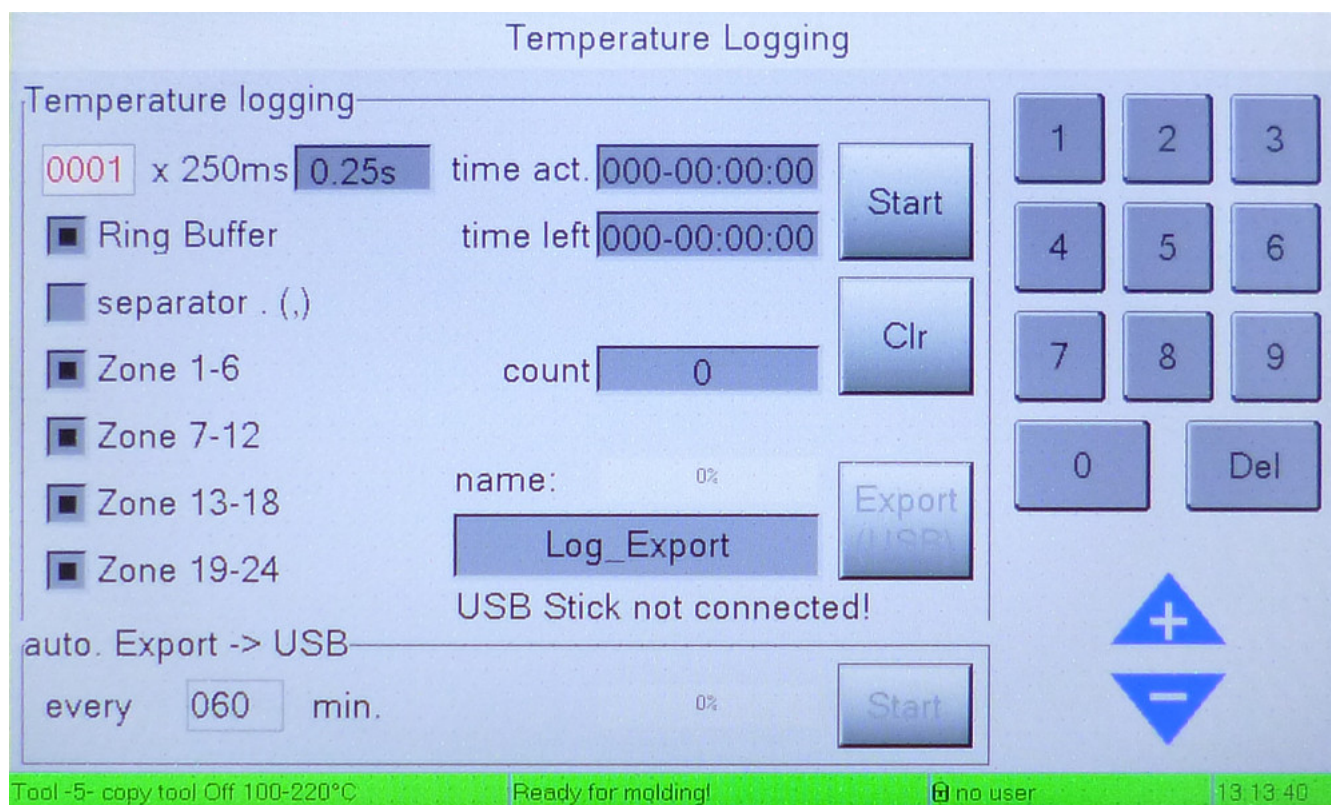 Temperature Logging
Temperature logging
0001 x 250ms 0.25s time act. 000-00:00:00 Start
Ring Buffer time left 000-00:00:00
separator . (,)
Zone 1-6 count 0 Clr
Zone 7-12
name: 0%
Zone 13-18 Log_Export Export (USB)
Zone 19-24
USB Stick not connected!
auto. Export -> USB
every 060 min. 0% Start
1 2 3
4 5 6
7 8 9
0 Del
+
−
Tool -5- copy tool Off 100-220°C Ready for molding! no user 13:13:40